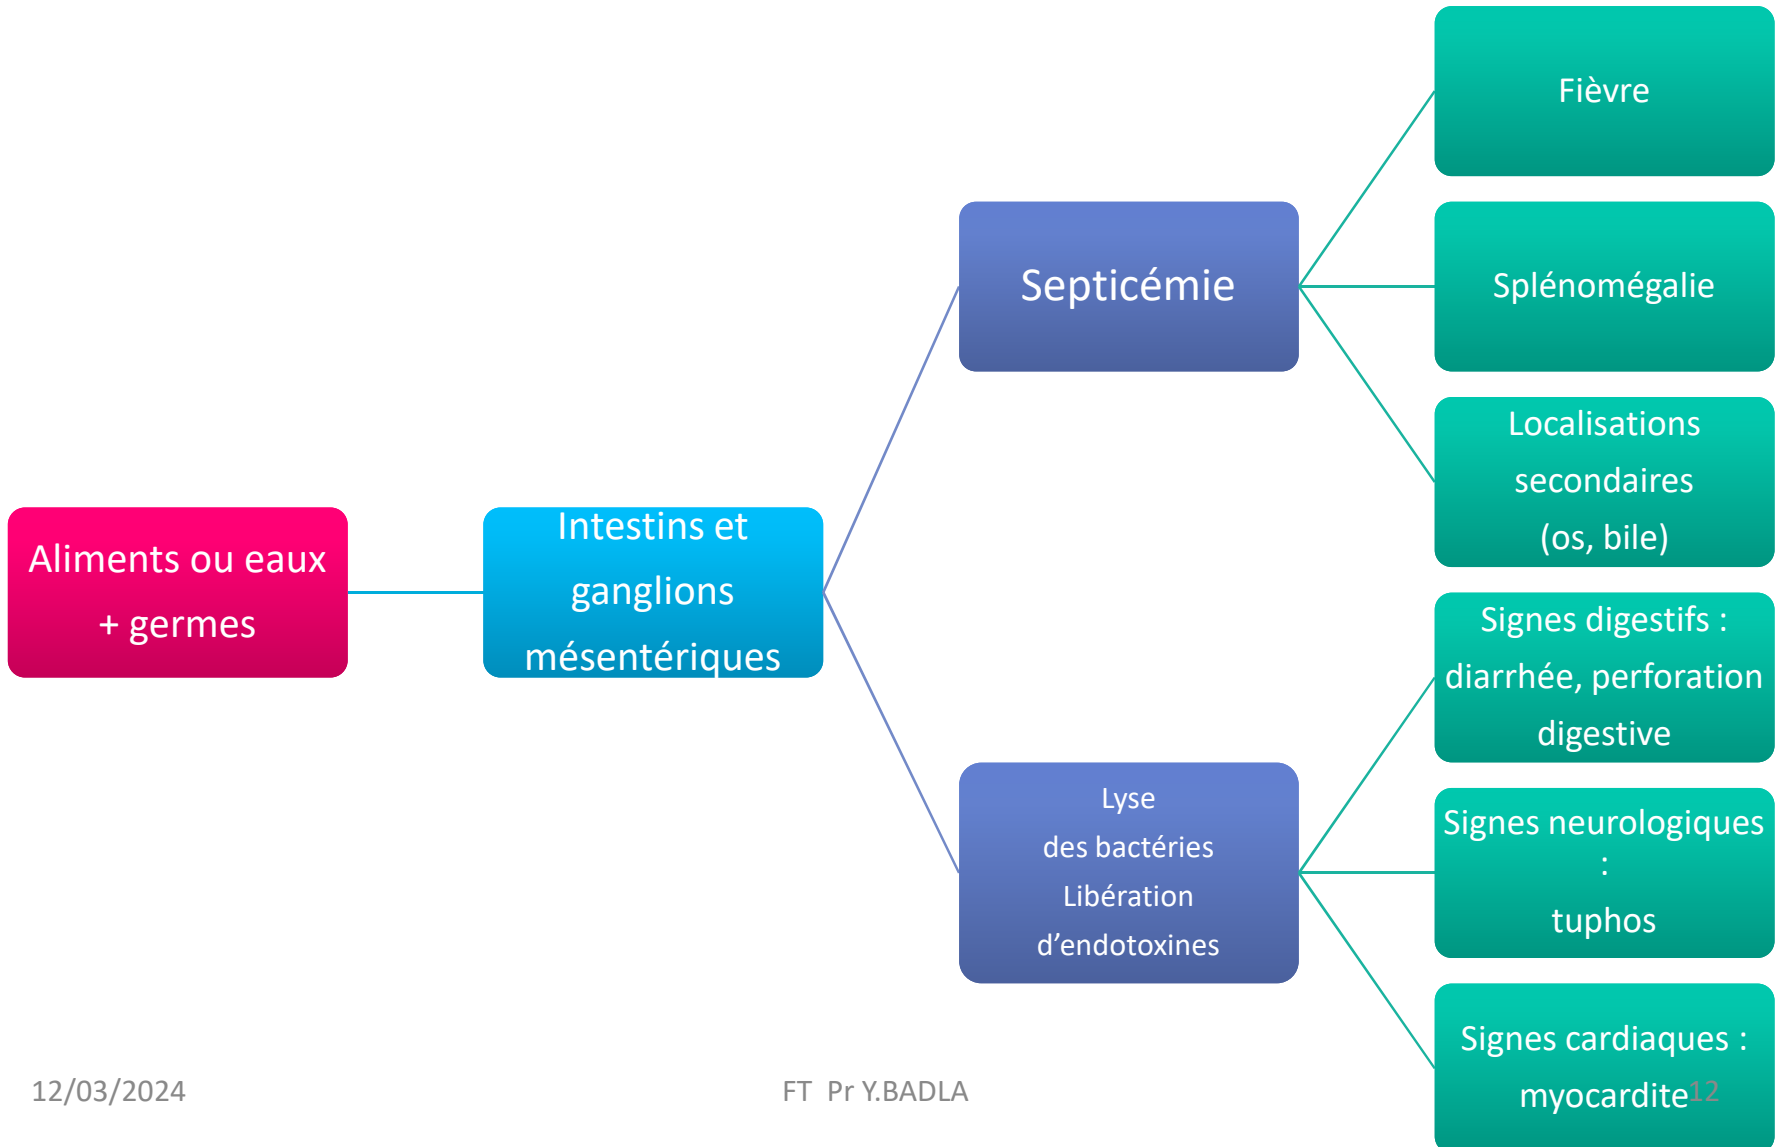 Aliments ou eaux
+ germes
Intestins et
ganglions
mésentériques
Septicémie
Fièvre
Splénomégalie
Localisations
secondaires
(os, bile)
Lyse
des bactéries
Libération
d’endotoxines
Signes digestifs :
diarrhée, perforation
digestive
Signes neurologiques
:
tuphos
Signes cardiaques :
myocardite
12/03/2024
FT Pr Y.BADLA
12